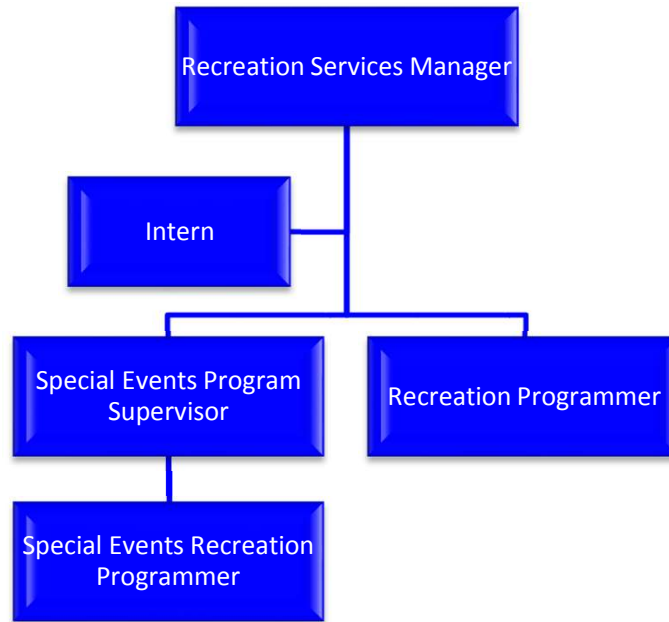 Recreation Services Manager
Intern
Special Events Program
Supervisor
Recreation Programmer
Special Events Recreation
Programmer